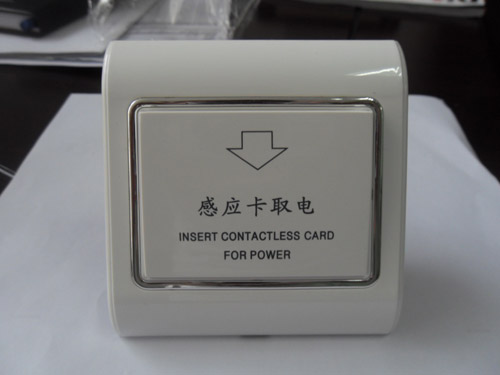 感应卡取电
INSERT CONTACTLESS CARD
FOR POWER